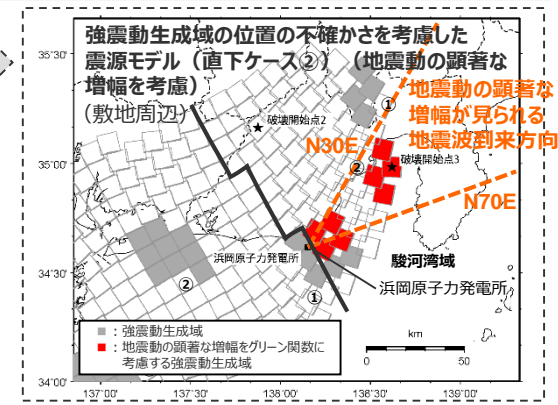 強震動生成域の位置の不確かさを考慮した
震源モデル（直下ケース②）（地震動の顕著な
増幅を考慮）
(敷地周辺)
地震動の顕著な
増幅が見られる
地震波到来方向
35˚30'
35˚00'
34˚30'
34˚00'
①
破壊開始点2
N30E
②
破壊開始点3
N70E
駿河湾域
浜岡原子力発電所
浜岡原子力発電所
②
①
：強震動生成域
：地震動の顕著な増幅をグリーン関数に
考慮する強震動生成域
km
0 50
137˚00' 137˚30' 138˚00' 138˚30' 139˚00'